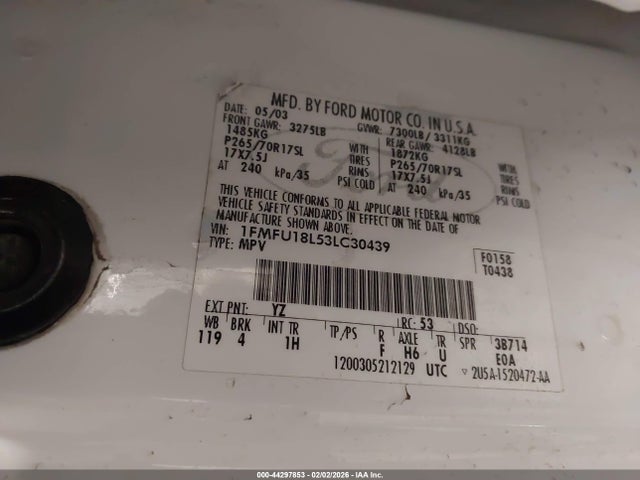 MFD. BY FORD MOTOR CO. IN U.S.A.
DATE: 05/03 GVWR: 7300LB / 3311KG
FRONT GAWR: 3275LB REAR GAWR: 4128LB
1485KG WITH 1872KG WITH
P265/70R17SL TIRES P265/70R17SL TIRES
17X7.5J RIMS 17X7.5J RIMS
AT 240 kPa/35 PSI COLD AT 240 kPa/35 PSI COLD
THIS VEHICLE CONFORMS TO ALL APPLICABLE FEDERAL MOTOR
VEHICLE SAFETY STANDARDS IN EFFECT ON THE DATE OF
MANUFACTURE SHOWN ABOVE.
VIN: 1FMFU18L53LC30439 F0158
TYPE: MPV T0438
EXT PNT: YZ RC: 53 DSO:
WB BRK INT TR TP/PS R AXLE TR SPR 3B714
119 4 1H F H6 U E0A
1200305212129 UTC ▽ 2U5A-1520472-AA
Ford
000-44297853 - 02/02/2026 - IAA Inc.